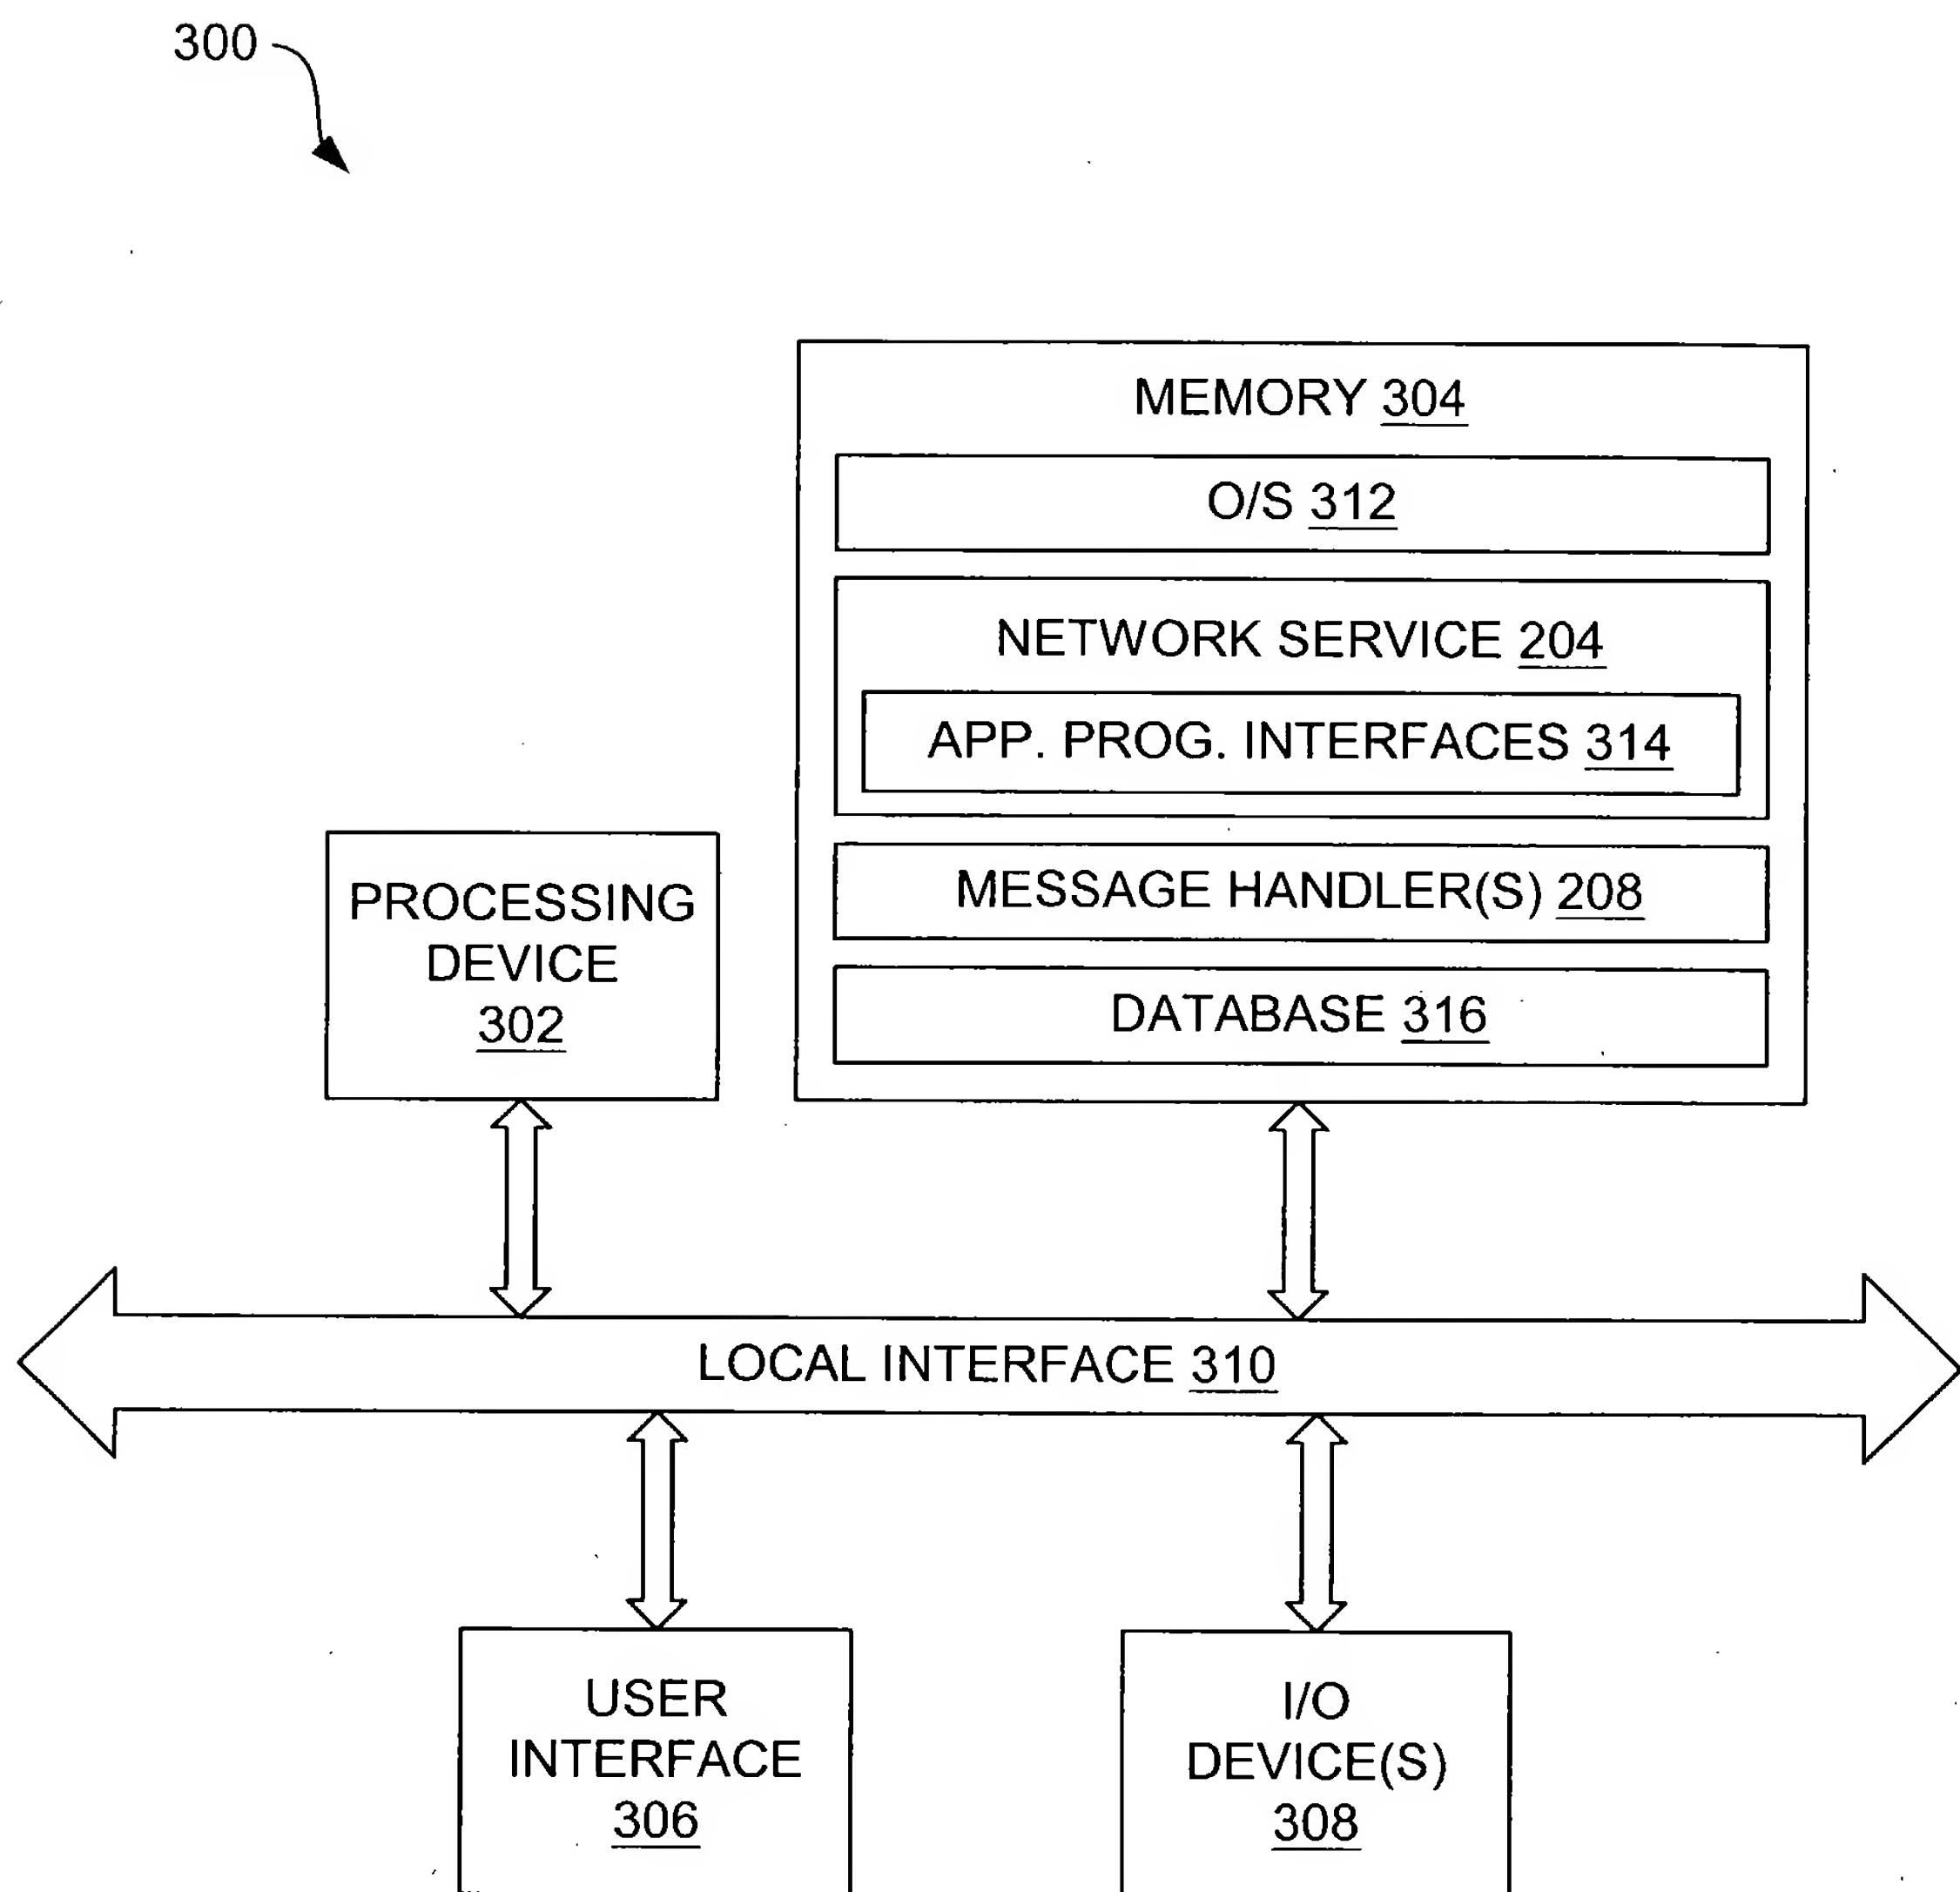 300
MEMORY 304
O/S 312
NETWORK SERVICE 204
APP. PROG. INTERFACES 314
MESSAGE HANDLER(S) 208
DATABASE 316
PROCESSING
DEVICE
302
LOCAL INTERFACE 310
USER
INTERFACE
306
I/O
DEVICE(S)
308